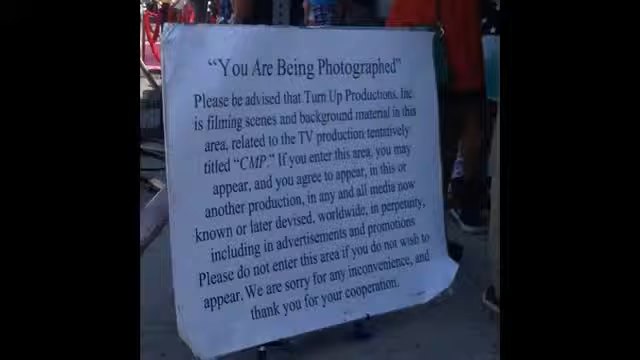 "You Are Being Photographed"
Please be advised that Turn Up Productions, Inc.
is filming scenes and background material in this
area, related to the TV production tentatively
titled "CMP." If you enter this area, you may
appear, and you agree to appear, in this or
another production, in any and all media now
known or later devised, worldwide, in perpetuity,
including in advertisements and promotions
Please do not enter this area if you do not wish to
appear. We are sorry for any inconvenience, and
thank you for your cooperation.